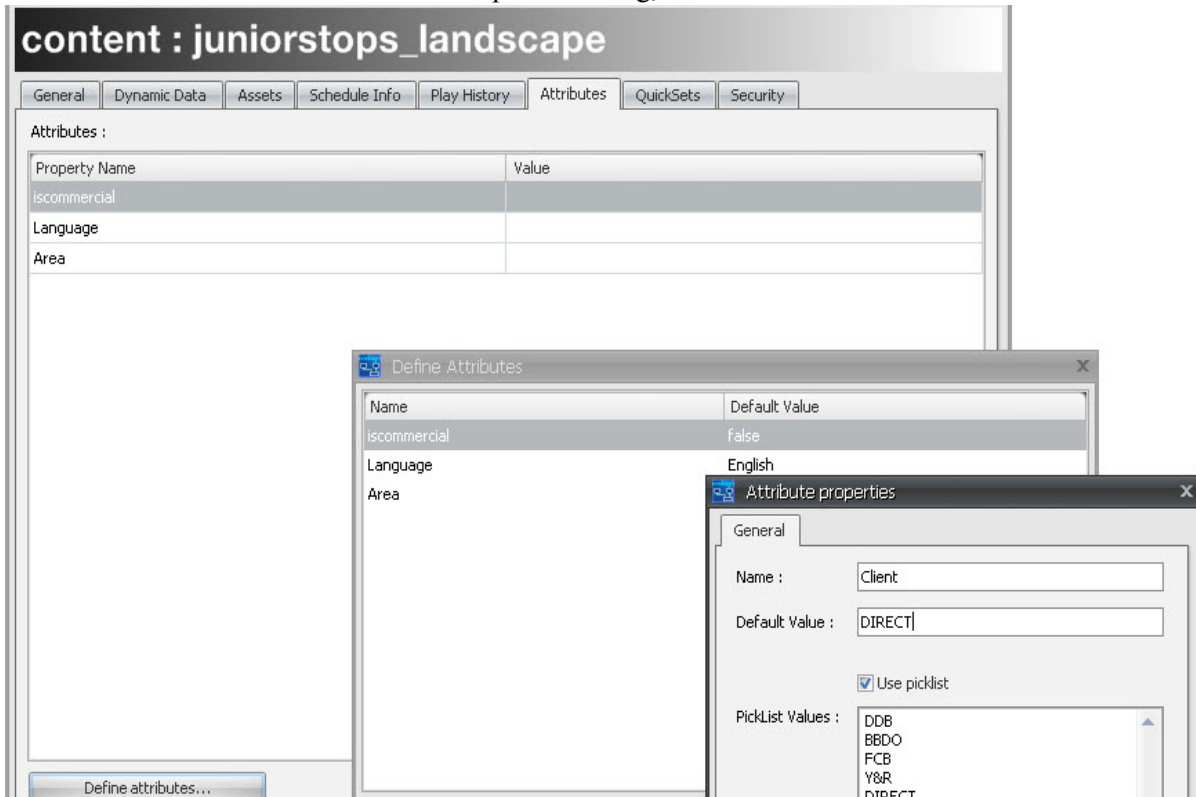 content : juniorstops_landscape
General Dynamic Data Assets Schedule Info Play History Attributes QuickSets Security
Attributes :
Property Name Value
iscommercial
Language
Area
Define Attributes x
Name Default Value
iscommercial false
Language English
Area
Attribute properties x
General
Name : Client
Default Value : DIRECT
Use picklist
PickList Values : DDB
BBDO
FCB
Y&R
DIRECT
Define attributes...